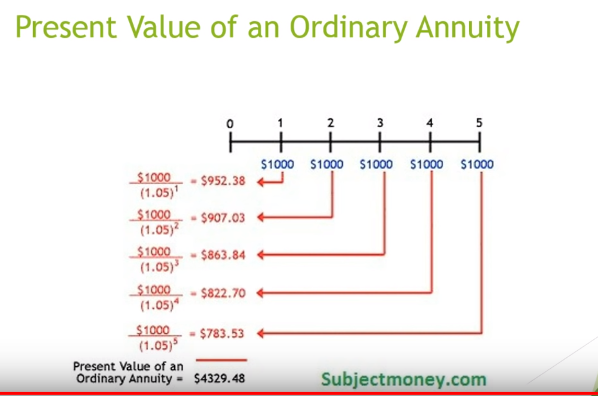 Present Value of an Ordinary Annuity
0 1 2 3 4 5
$1000 $1000 $1000 $1000 $1000
$1000
(1.05)¹
= $952.38
$1000
(1.05)²
= $907.03
$1000
(1.05)³
= $863.84
$1000
(1.05)⁴
= $822.70
$1000
(1.05)⁵
= $783.53
Present Value of an
Ordinary Annuity = $4329.48
Subjectmoney.com